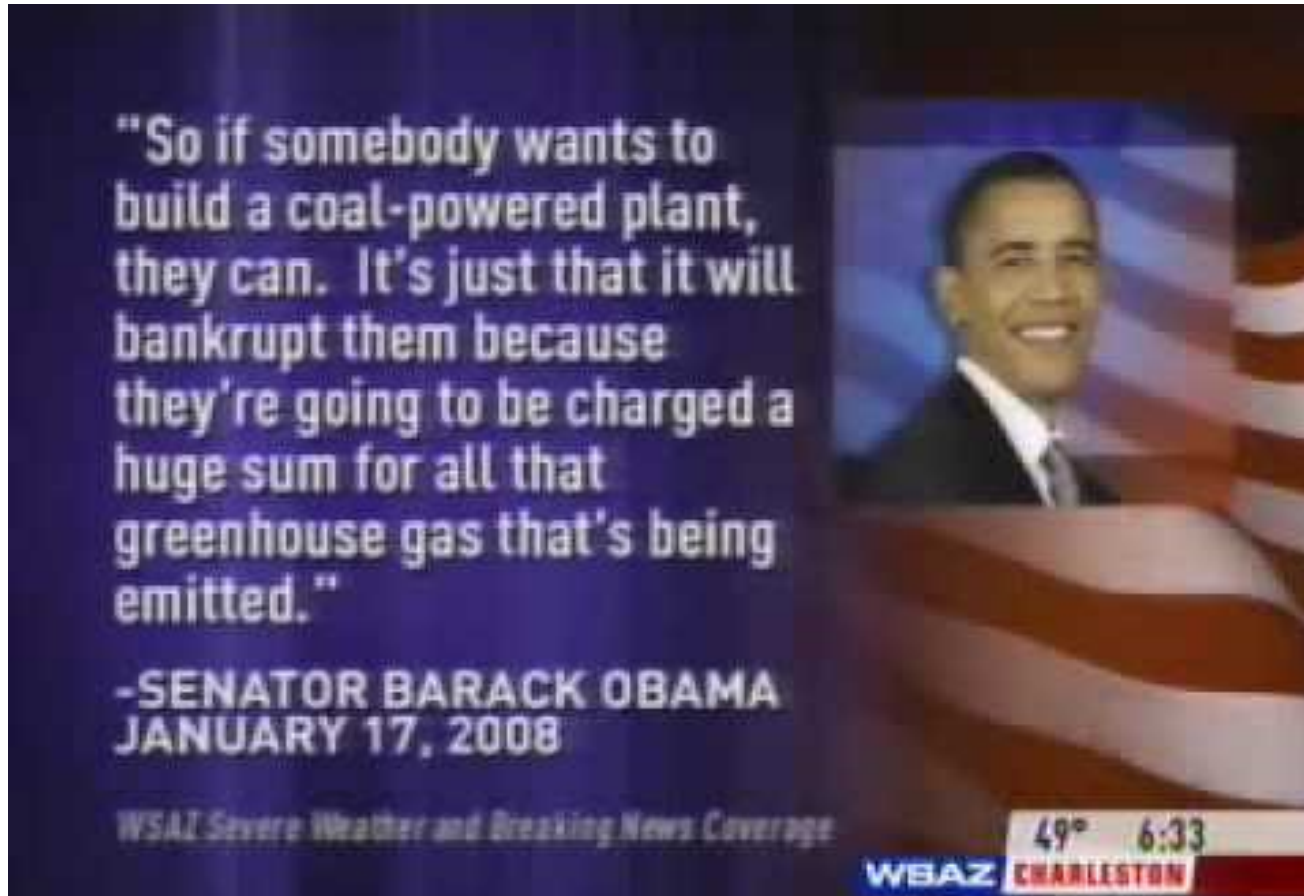 "So if somebody wants to
build a coal-powered plant,
they can. It's just that it will
bankrupt them because
they're going to be charged a
huge sum for all that
greenhouse gas that's being
emitted."
-SENATOR BARACK OBAMA
JANUARY 17, 2008
WSAZ Severe Weather and Breaking News Coverage
49° 6:33
WSAZ CHARLESTON